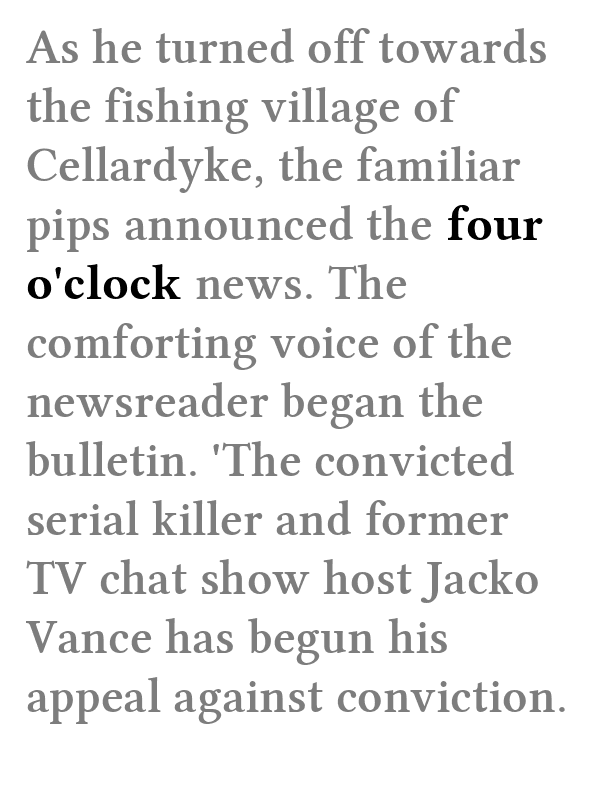 As he turned off towards
the fishing village of
Cellardyke, the familiar
pips announced the four
o'clock news. The
comforting voice of the
newsreader began the
bulletin. 'The convicted
serial killer and former
TV chat show host Jacko
Vance has begun his
appeal against conviction.